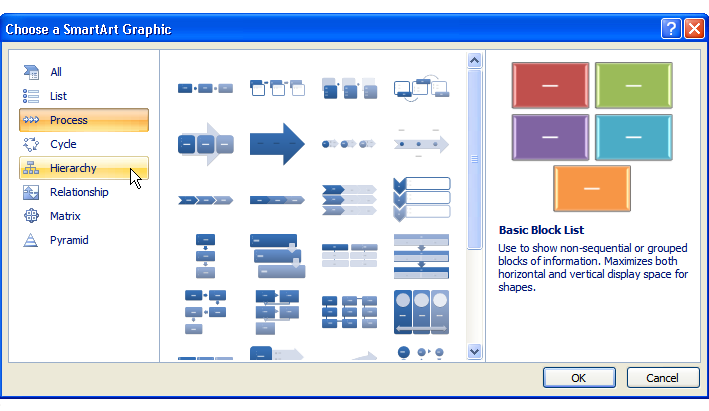 Choose a SmartArt Graphic
All
List
Process
Cycle
Hierarchy
Relationship
Matrix
Pyramid
Basic Block List
Use to show non-sequential or grouped
blocks of information. Maximizes both
horizontal and vertical display space for
shapes.
OK
Cancel